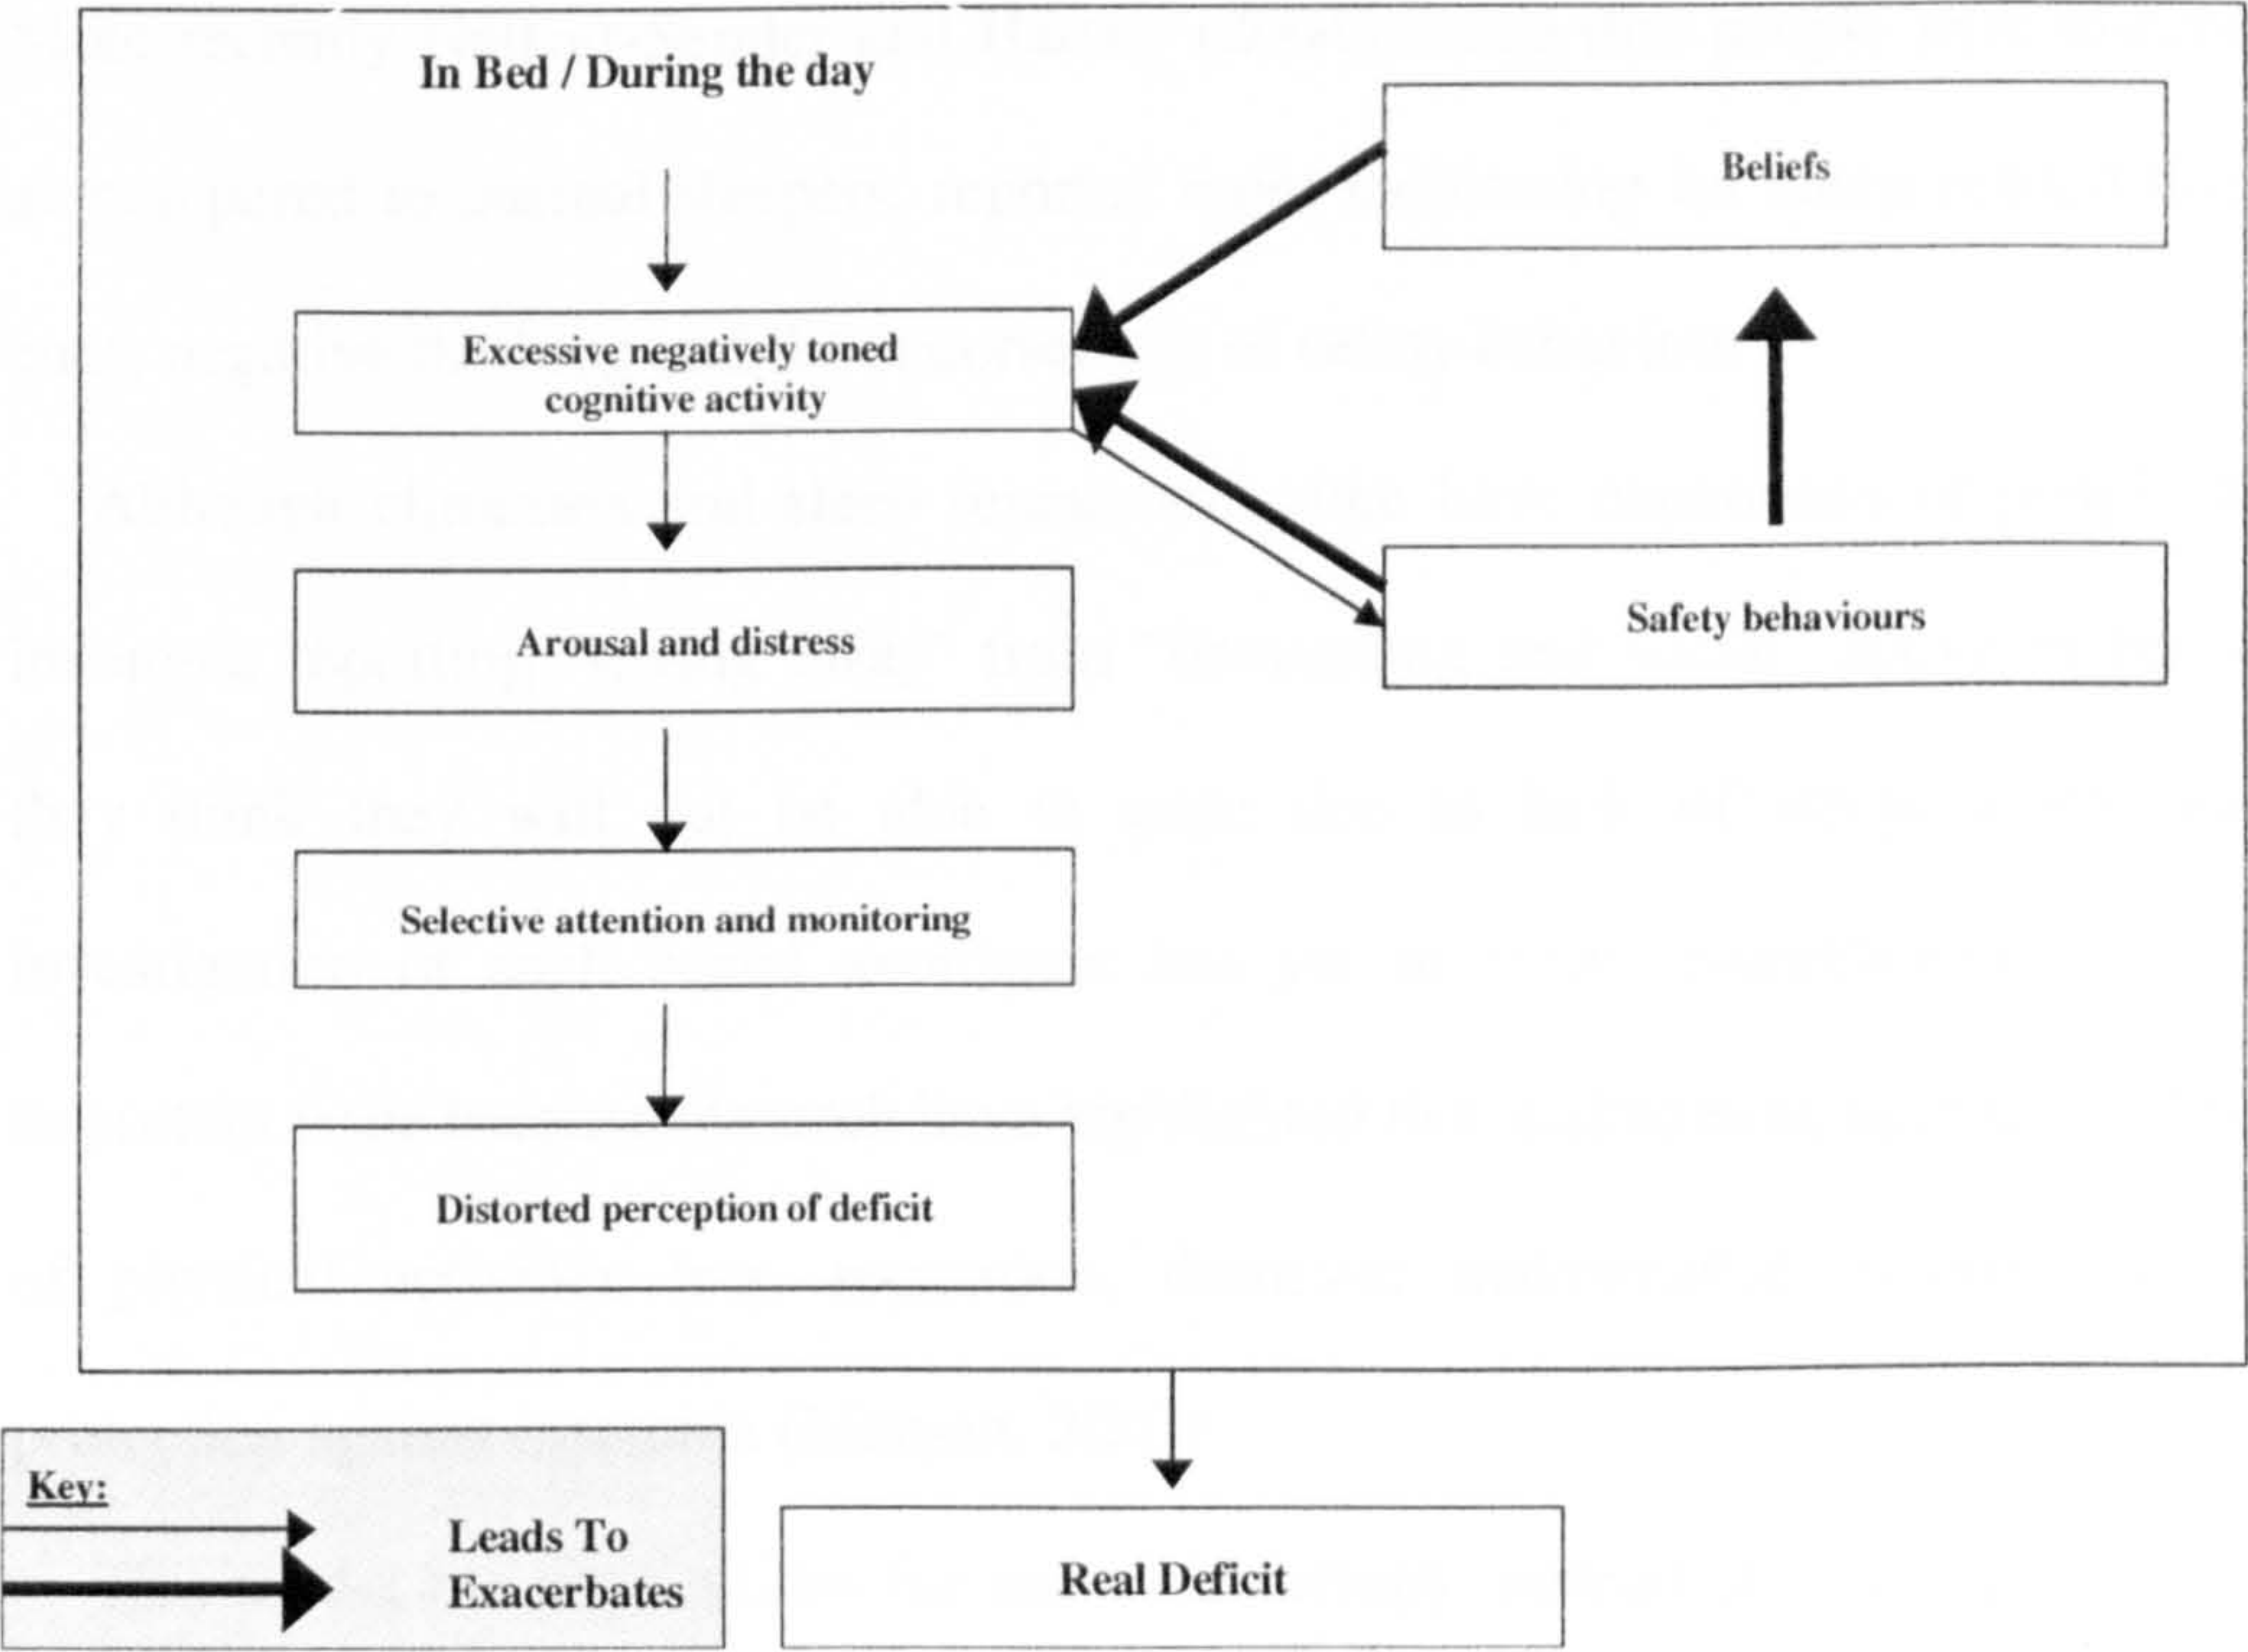 In Bed / During the day
Beliefs
Excessive negatively toned
cognitive activity
Safety behaviours
Arousal and distress
Selective attention and monitoring
Distorted perception of deficit
Key:
Leads To
Exacerbates
Real Deficit